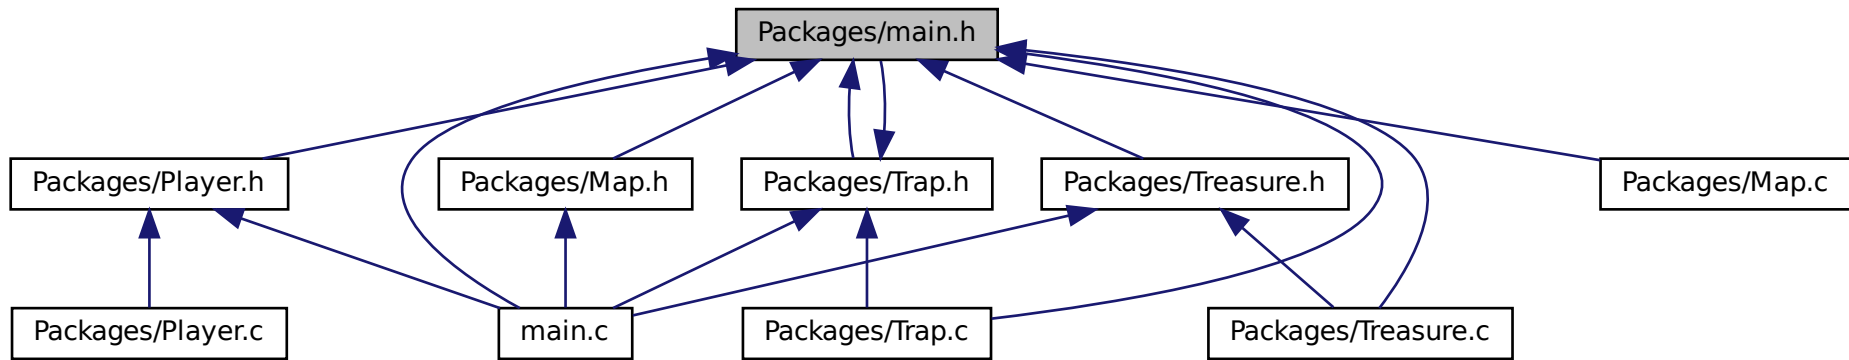 Packages/main.h
Packages/Player.h
Packages/Map.h
Packages/Trap.h
Packages/Treasure.h
Packages/Map.c
Packages/Player.c
main.c
Packages/Trap.c
Packages/Treasure.c